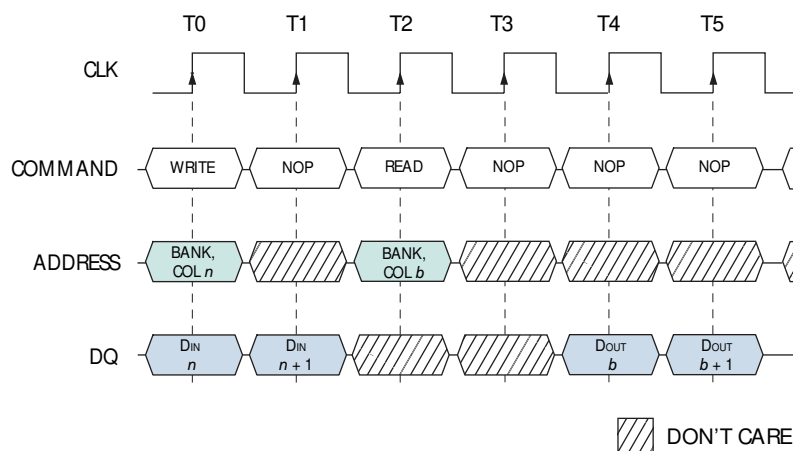 T0 T1 T2 T3 T4 T5
CLK
COMMAND WRITE NOP READ NOP NOP NOP
ADDRESS BANK, COL n BANK, COL b
DQ DIN n DIN n + 1 DOUT b DOUT b + 1
DON'T CARE